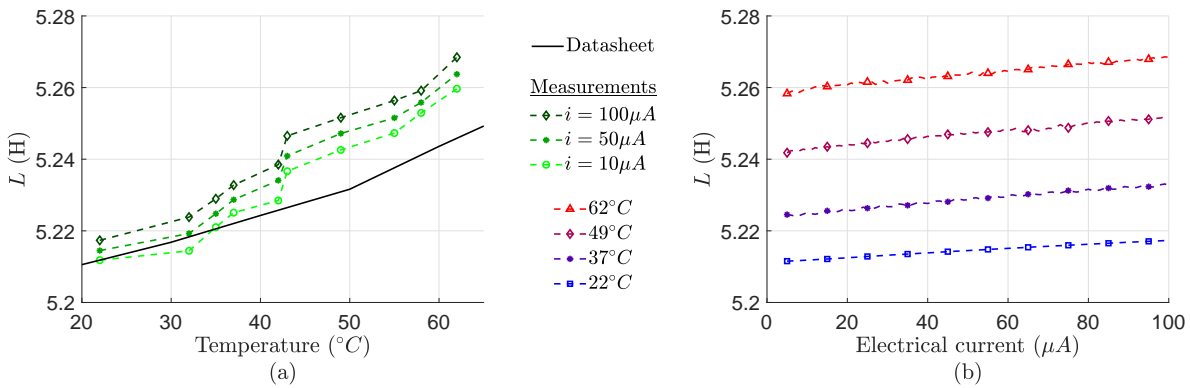 5.28
5.26
5.24
5.22
5.2
L (H)
20
30
40
50
60
Temperature (°C)
(a)
Datasheet
Measurements
i = 100μA
i = 50μA
i = 10μA
62°C
49°C
37°C
22°C
5.28
5.26
5.24
5.22
5.2
L (H)
0
20
40
60
80
100
Electrical current (μA)
(b)